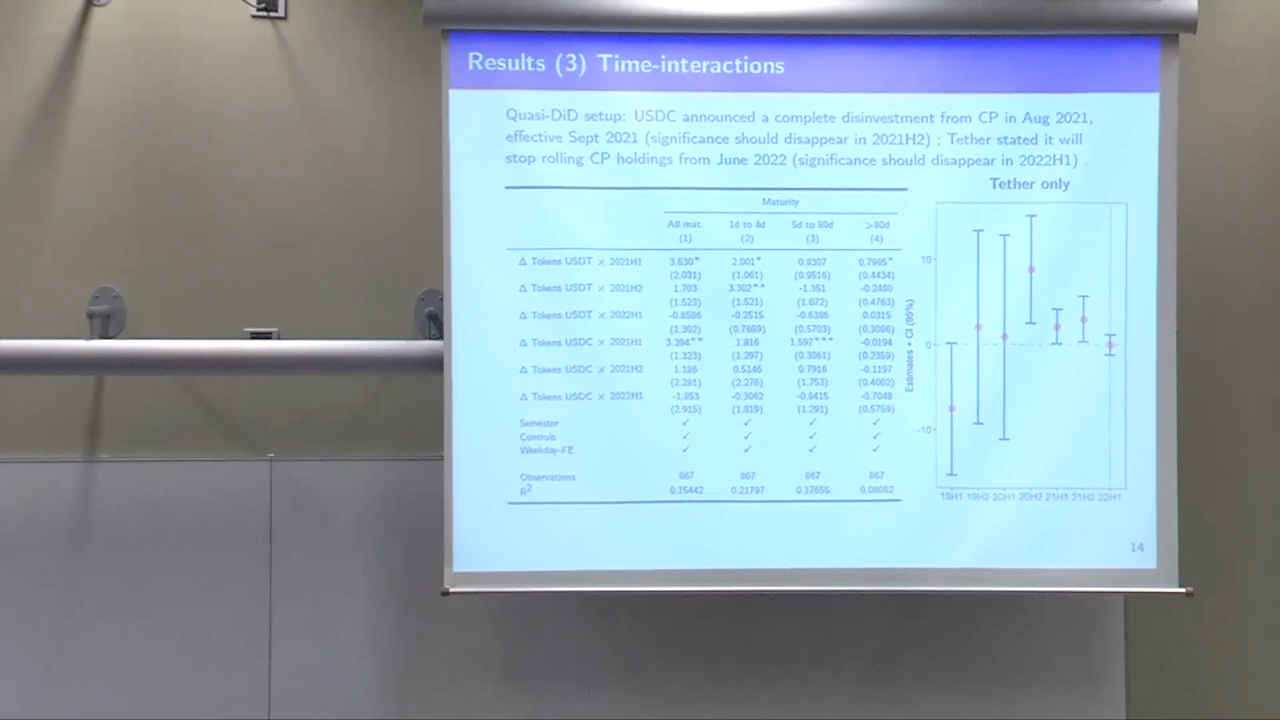 Results (3) Time-interactions
Quasi-DiD setup: USDC announced a complete disinvestment from CP in Aug 2021,
effective Sept 2021 (significance should disappear in 2021H2) ; Tether stated it will
stop rolling CP holdings from June 2022 (significance should disappear in 2022H1) .
Tether only
Maturity
All mat. 1d to 4d 5d to 80d >80d
(1) (2) (3) (4)
Δ Tokens USDT × 2021H1 3.630* 2.001* 0.8307 0.7985*
(2.031) (1.061) (0.9516) (0.4434)
Δ Tokens USDT × 2021H2 1.703 3.302** -1.351 -0.2480
(1.523) (1.521) (1.072) (0.4763)
Δ Tokens USDT × 2022H1 -0.8586 -0.2515 -0.6386 0.0315
(1.302) (0.7689) (0.5703) (0.3086)
Δ Tokens USDC × 2021H1 3.394** 1.816 1.597*** -0.0194
(1.323) (1.297) (0.3061) (0.2359)
Δ Tokens USDC × 2021H2 1.186 0.5146 0.7916 -0.1197
(2.281) (2.276) (1.753) (0.4002)
Δ Tokens USDC × 2022H1 -1.853 -0.3062 -0.8415 -0.7048
(2.915) (1.819) (1.291) (0.5759)
Semester ✓ ✓ ✓ ✓
Controls ✓ ✓ ✓ ✓
Weekday-FE ✓ ✓ ✓ ✓
Observations 867 867 867 867
R² 0.15442 0.21797 0.17655 0.08082
Estimates + CI (95%)
10
0
-10
19H1 19H2 20H1 20H2 21H1 21H2 22H1
14